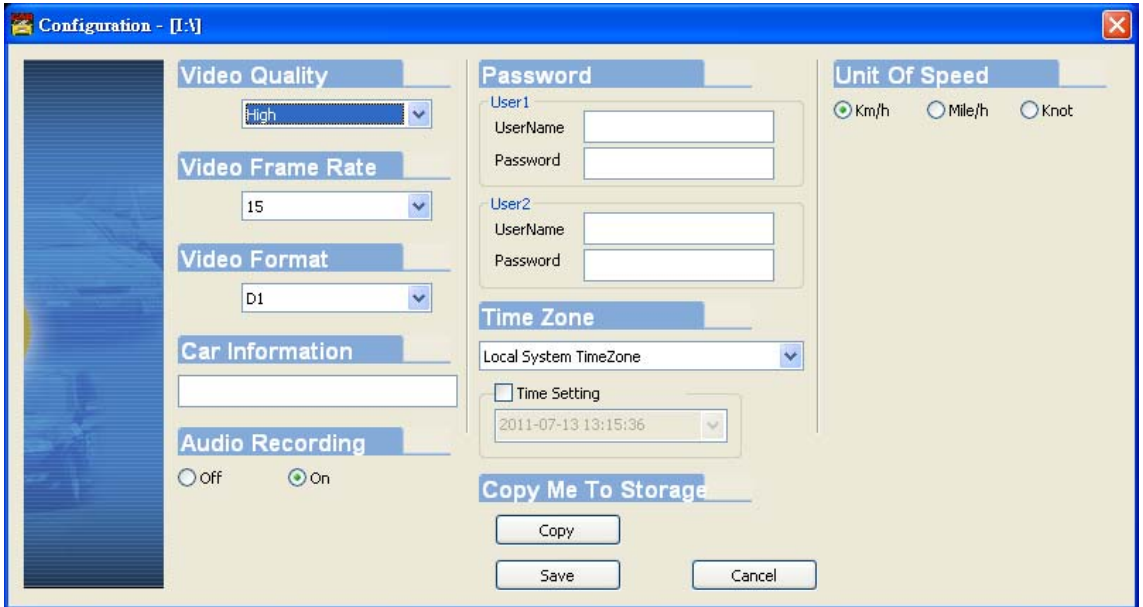 Configuration - [I:\]
Video Quality
High
Video Frame Rate
15
Video Format
D1
Car Information
Audio Recording
Off
On
Password
User1
UserName
Password
User2
UserName
Password
Time Zone
Local System TimeZone
Time Setting
2011-07-13 13:15:36
Copy Me To Storage
Copy
Save
Cancel
Unit Of Speed
Km/h
Mile/h
Knot